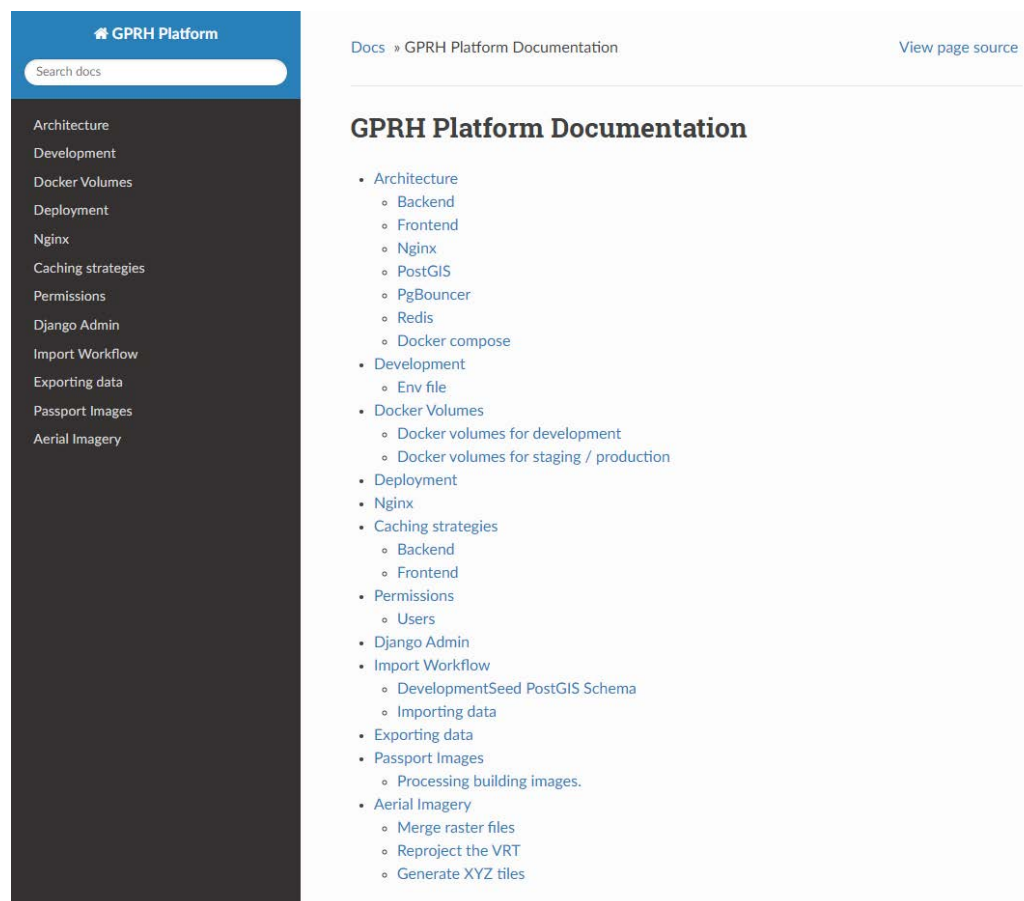 GPRH Platform
Search docs
Architecture
Development
Docker Volumes
Deployment
Nginx
Caching strategies
Permissions
Django Admin
Import Workflow
Exporting data
Passport Images
Aerial Imagery
Docs » GPRH Platform Documentation
View page source
GPRH Platform Documentation
• Architecture
◦ Backend
◦ Frontend
◦ Nginx
◦ PostGIS
◦ PgBouncer
◦ Redis
◦ Docker compose
• Development
◦ Env file
• Docker Volumes
◦ Docker volumes for development
◦ Docker volumes for staging / production
• Deployment
• Nginx
• Caching strategies
◦ Backend
◦ Frontend
• Permissions
◦ Users
• Django Admin
• Import Workflow
◦ DevelopmentSeed PostGIS Schema
◦ Importing data
• Exporting data
• Passport Images
◦ Processing building images.
• Aerial Imagery
◦ Merge raster files
◦ Reproject the VRT
◦ Generate XYZ tiles